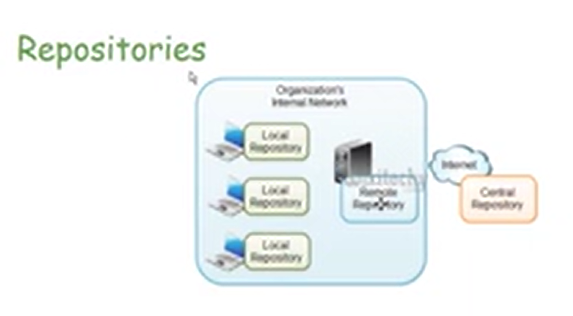 Repositories
Organization's
Internal Network
Local
Repository
Local
Repository
Local
Repository
Remote
Repository
Internet
Central
Repository